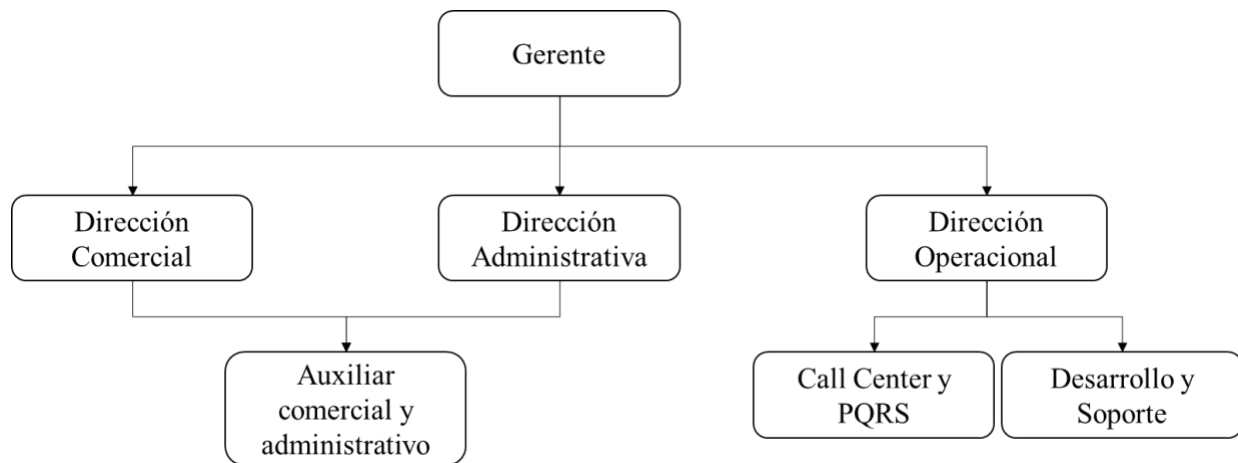 Gerente
Dirección
Comercial
Dirección
Administrativa
Dirección
Operacional
Auxiliar
comercial y
administrativo
Call Center y
PQRS
Desarrollo y
Soporte